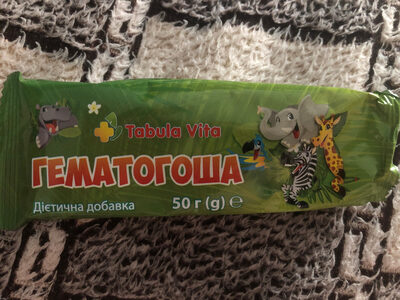 Tabula Vita
ГЕМАТОГОША
Дієтична добавка
50 г (g) ℮